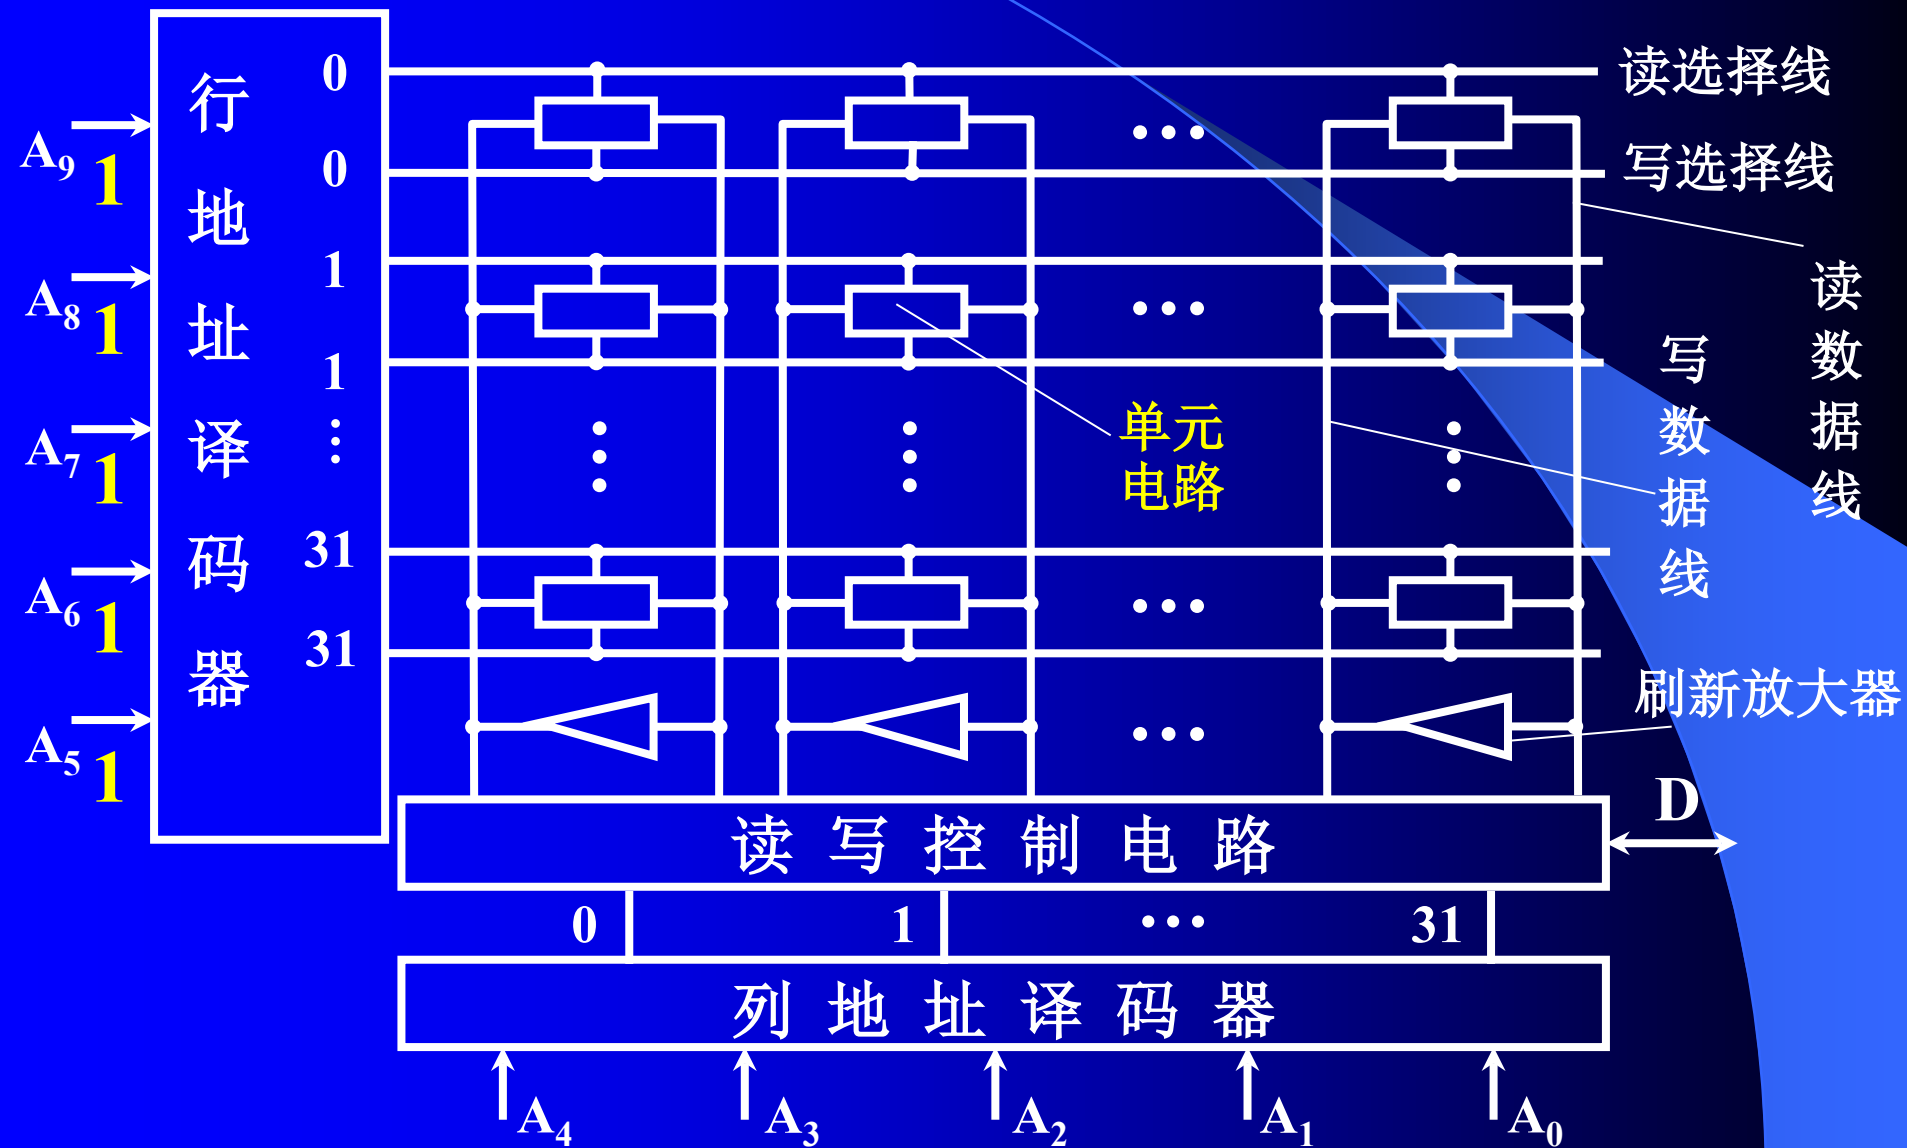 行地址译码器
0
0
1
1
⋮
31
31
A9
1
A8
1
A7
1
A6
1
A5
1
读选择线
写选择线
…
…
…
…
单元
电路
写数据线
读数据线
刷新放大器
D
读写控制电路
0
1
…
31
列地址译码器
A4
A3
A2
A1
A0